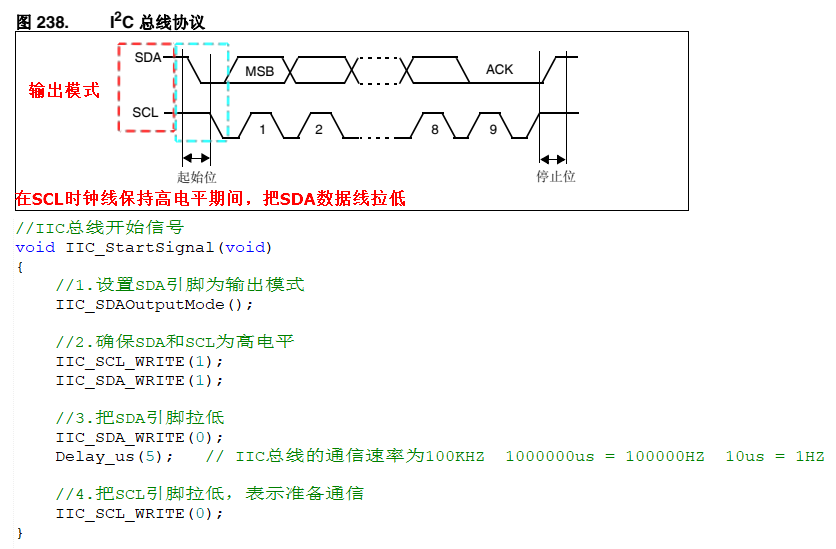 图 238. I2C 总线协议
SDA MSB ACK
输出模式
SCL 1 2 8 9
起始位 停止位
在SCL时钟线保持高电平期间，把SDA数据线拉低
//IIC总线开始信号
void IIC_StartSignal(void)
{
//1.设置SDA引脚为输出模式
IIC_SDAOutputMode();
//2.确保SDA和SCL为高电平
IIC_SCL_WRITE(1);
IIC_SDA_WRITE(1);
//3.把SDA引脚拉低
IIC_SDA_WRITE(0);
Delay_us(5); // IIC总线的通信速率为100KHZ 1000000us = 100000HZ 10us = 1HZ
//4.把SCL引脚拉低，表示准备通信
IIC_SCL_WRITE(0);
}